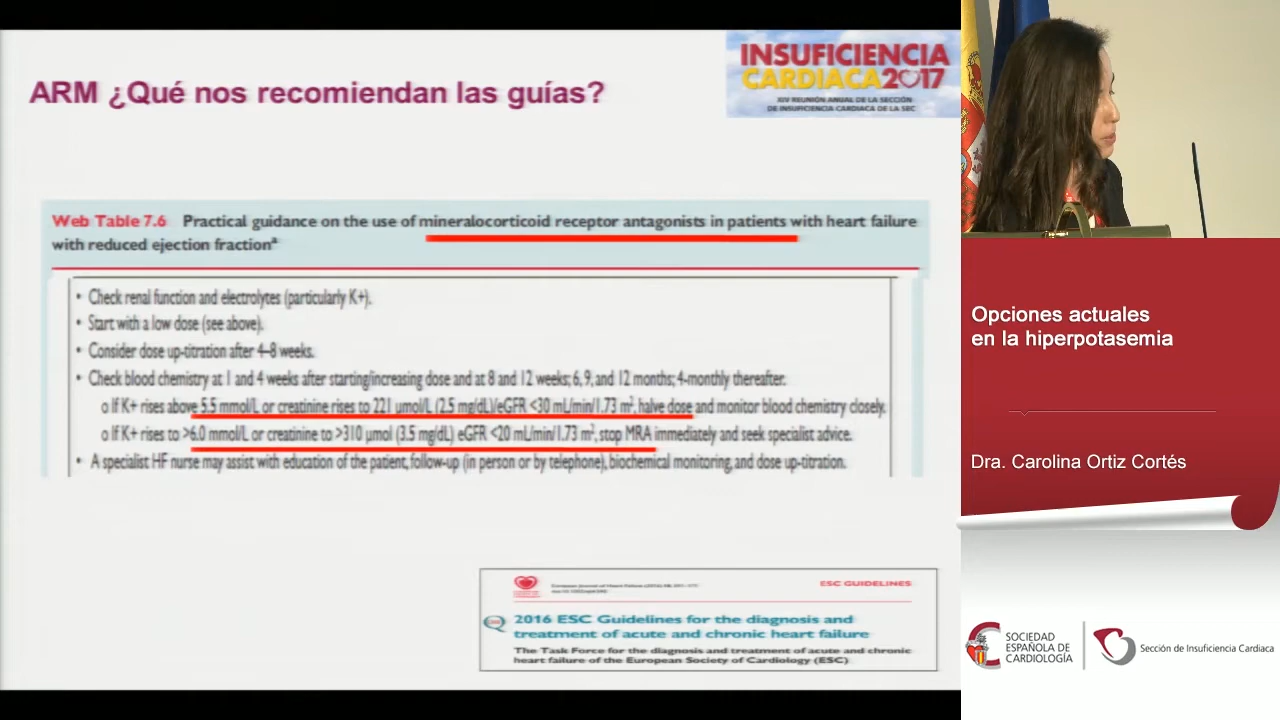 ARM ¿Qué nos recomiendan las guías?
INSUFICIENCIA
CARDIACA2017
XIV REUNIÓN ANUAL DE LA SECCIÓN
DE INSUFICIENCIA CARDIACA DE LA SEC
Web Table 7.6 Practical guidance on the use of mineralocorticoid receptor antagonists in patients with heart failure
with reduced ejection fractionª
• Check renal function and electrolytes (particularly K+).
• Start with a low dose (see above).
• Consider dose up-titration after 4–8 weeks.
• Check blood chemistry at 1 and 4 weeks after starting/increasing dose and at 8 and 12 weeks; 6, 9, and 12 months; 4-monthly thereafter.
o If K+ rises above 5.5 mmol/L or creatinine rises to 221 µmol/L (2.5 mg/dL)/eGFR <30 mL/min/1.73 m², halve dose and monitor blood chemistry closely.
o If K+ rises to >6.0 mmol/L or creatinine to >310 µmol (3.5 mg/dL) eGFR <20 mL/min/1.73 m², stop MRA immediately and seek specialist advice.
• A specialist HF nurse may assist with education of the patient, follow-up (in person or by telephone), biochemical monitoring, and dose up-titration.
European Journal of Heart Failure (2016)
ESC GUIDELINES
2016 ESC Guidelines for the diagnosis and
treatment of acute and chronic heart failure
The Task Force for the diagnosis and treatment of acute and chronic
heart failure of the European Society of Cardiology (ESC)
Opciones actuales
en la hiperpotasemia
Dra. Carolina Ortiz Cortés
SOCIEDAD
ESPAÑOLA DE
CARDIOLOGÍA
Sección de Insuficiencia Cardiaca